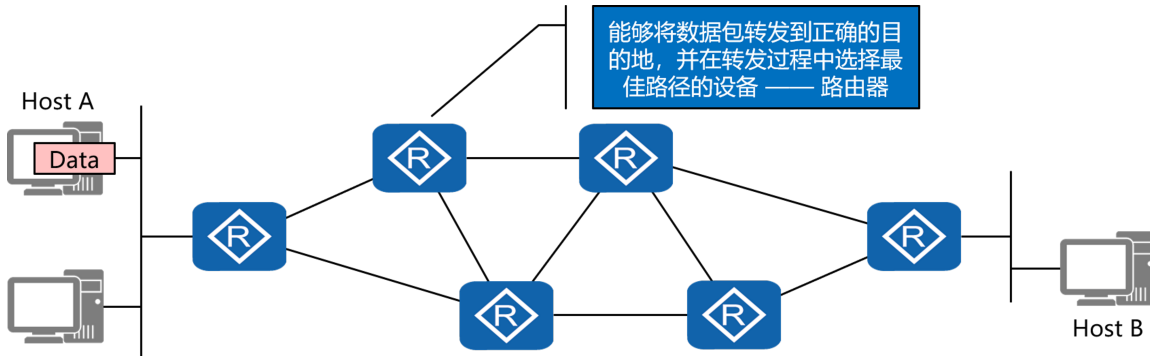 能够将数据包转发到正确的目
的地，并在转发过程中选择最
佳路径的设备 —— 路由器
Host A
Data
R
R
R
R
R
R
Host B